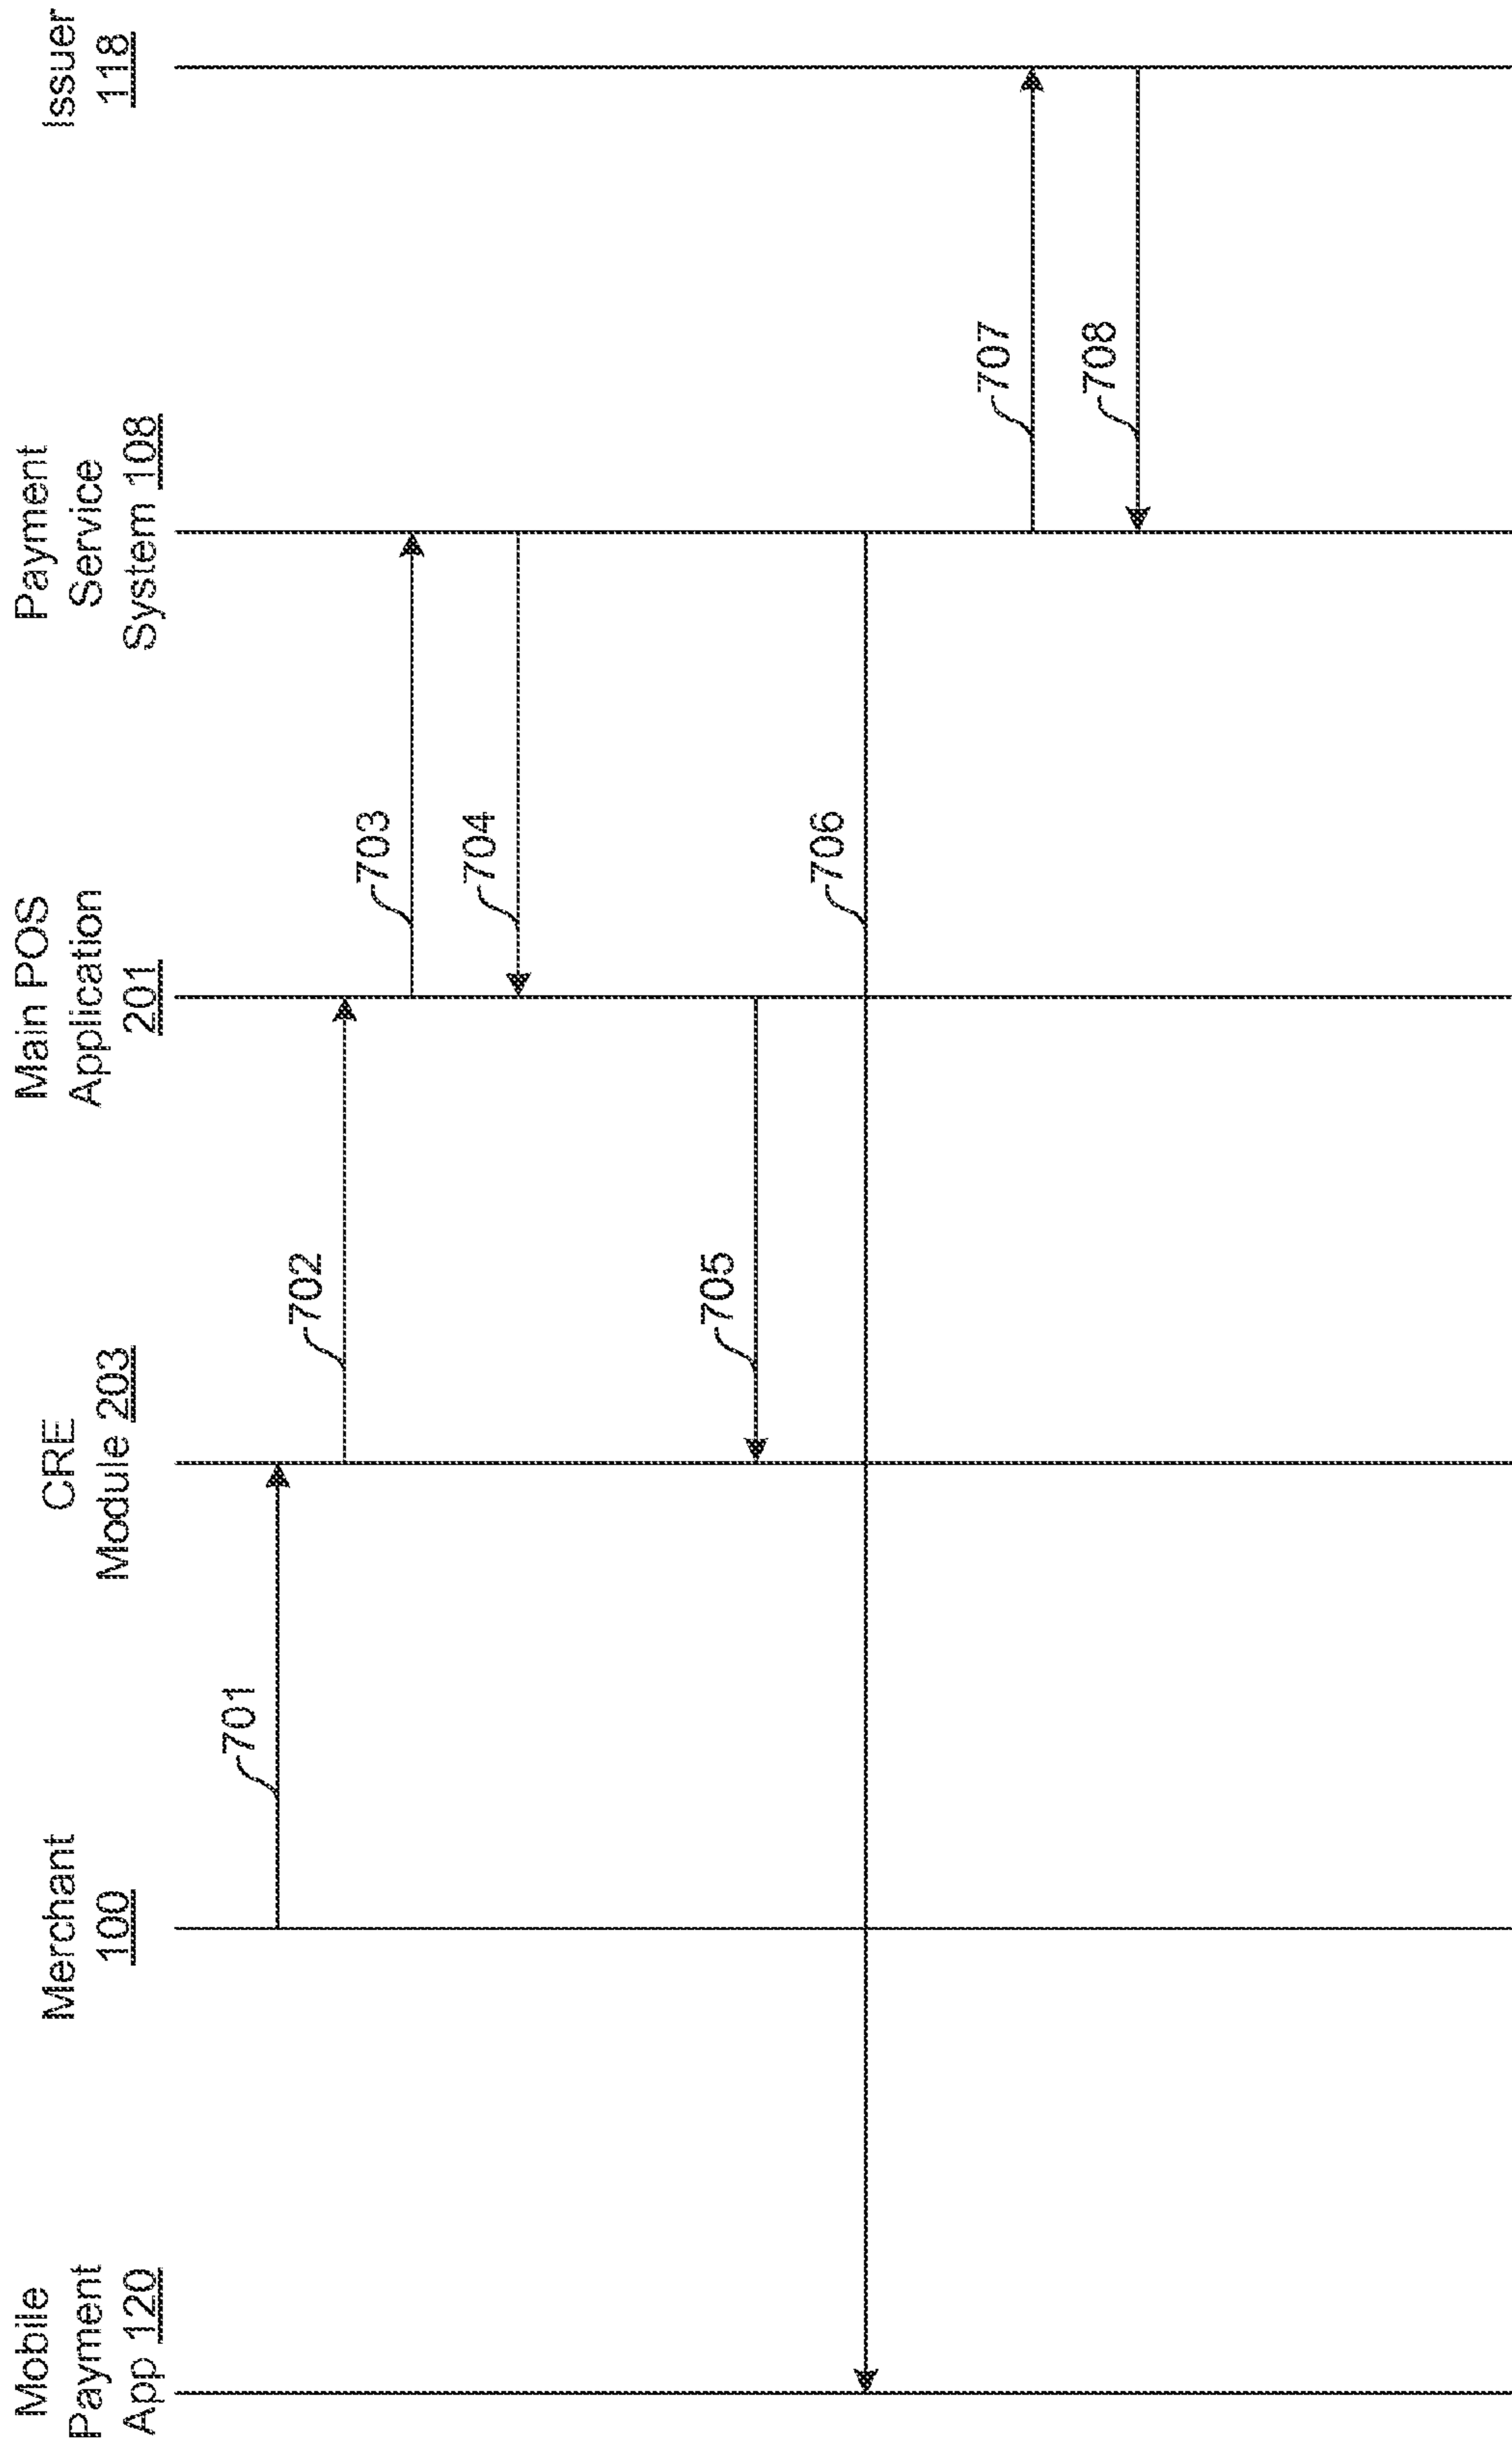 Mobile
Payment
App 120
Merchant
100
CRE
Module 203
Main POS
Application
201
Payment
Service
System 108
Issuer
118
701
702
703
704
705
706
707
708